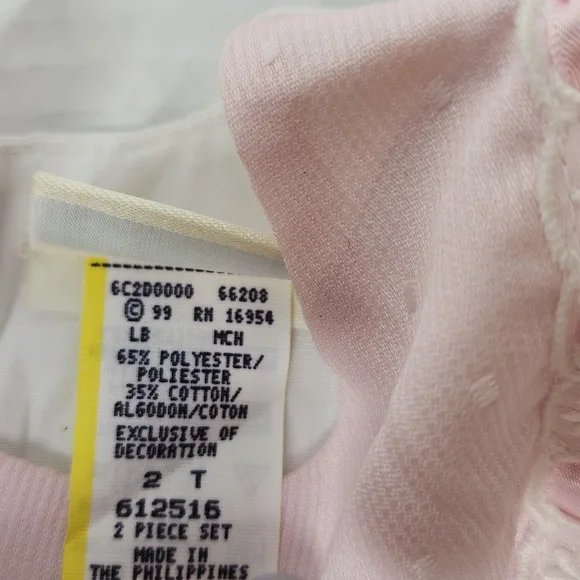 6C2D0000 66208
© 99 RN 16954
LB MCH
65% POLYESTER/
POLIESTER
35% COTTON/
ALGODON/COTON
EXCLUSIVE OF
DECORATION
2 T
612516
2 PIECE SET
MADE IN
THE PHILIPPINES